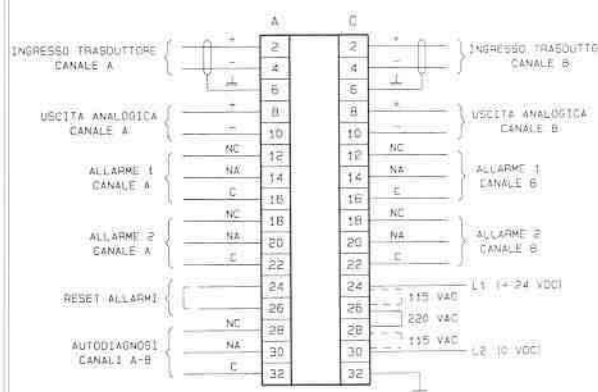 A C
INGRESSO TRASDUTTORE
CANALE A
+
-
2
4
6
2
4
6
+
-
INGRESSO TRASDUTTO
CANALE B
USCITA ANALOGICA
CANALE A
+
-
8
10
8
10
+
-
USCITA ANALOGICA
CANALE B
ALLARME 1
CANALE A
NC
NA
C
12
14
16
12
14
16
NC
NA
C
ALLARME 1
CANALE B
ALLARME 2
CANALE A
NC
NA
C
18
20
22
18
20
22
NC
NA
C
ALLARME 2
CANALE B
RESET ALLARMI
24
26
24
26
L1 (+24 VDC)
115 VAC
220 VAC
115 VAC
AUTODIAGNOSI
CANALI A-B
NC
NA
C
28
30
32
28
30
32
L2 (0 VDC)